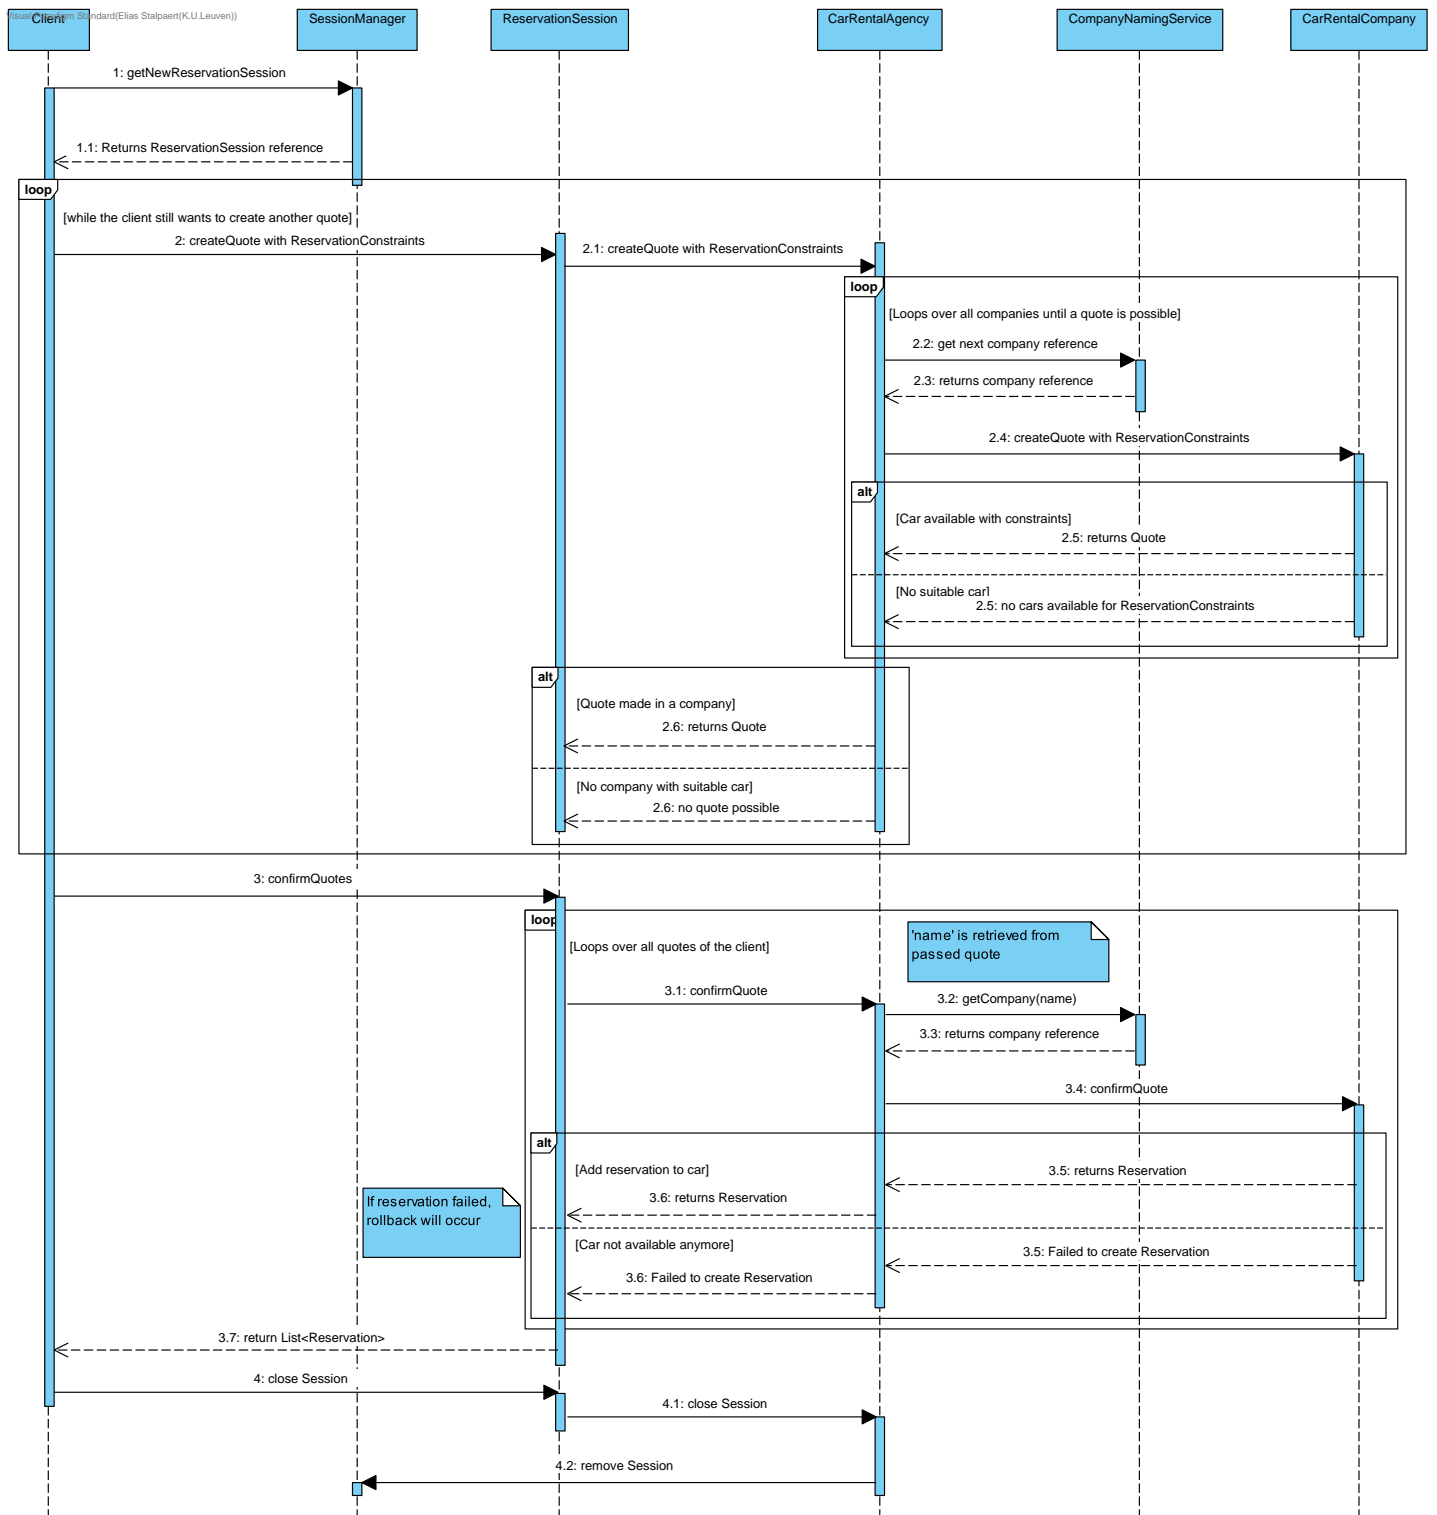 Visual Paradigm Standard(Elias Stalpaert(K.U.Leuven))
Client
SessionManager
ReservationSession
CarRentalAgency
CompanyNamingService
CarRentalCompany
1: getNewReservationSession
1.1: Returns ReservationSession reference
loop
[while the client still wants to create another quote]
2: createQuote with ReservationConstraints
2.1: createQuote with ReservationConstraints
loop
[Loops over all companies until a quote is possible]
2.2: get next company reference
2.3: returns company reference
2.4: createQuote with ReservationConstraints
alt
[Car available with constraints]
2.5: returns Quote
[No suitable car]
2.5: no cars available for ReservationConstraints
alt
[Quote made in a company]
2.6: returns Quote
[No company with suitable car]
2.6: no quote possible
3: confirmQuotes
loop
[Loops over all quotes of the client]
'name' is retrieved from
passed quote
3.1: confirmQuote
3.2: getCompany(name)
3.3: returns company reference
3.4: confirmQuote
alt
[Add reservation to car]
3.5: returns Reservation
3.6: returns Reservation
If reservation failed,
rollback will occur
[Car not available anymore]
3.5: Failed to create Reservation
3.6: Failed to create Reservation
3.7: return List<Reservation>
4: close Session
4.1: close Session
4.2: remove Session